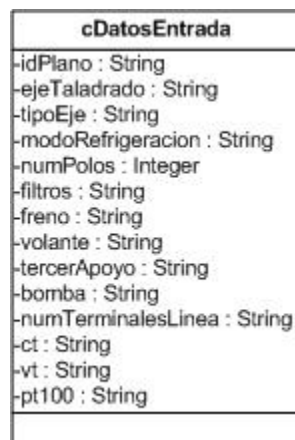 cDatosEntrada
-idPlano : String
-ejeTaladrado : String
-tipoEje : String
-modoRefrigeracion : String
-numPolos : Integer
-filtros : String
-freno : String
-volante : String
-tercerApoyo : String
-bomba : String
-numTerminalesLinea : String
-ct : String
-vt : String
-pt100 : String